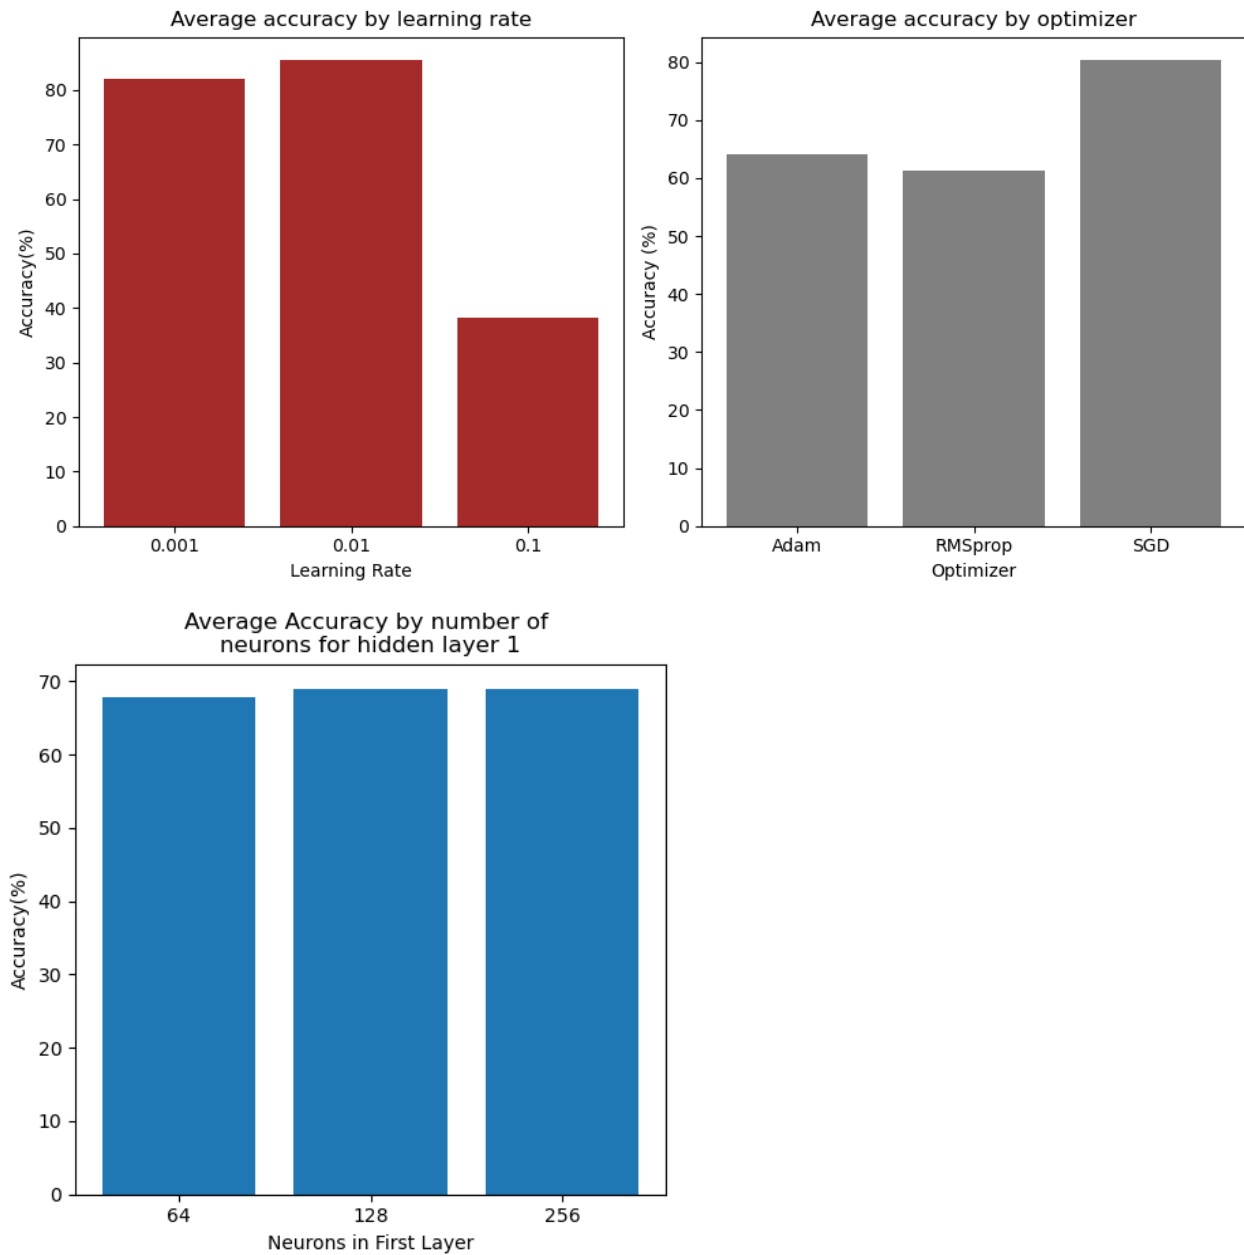 Average accuracy by learning rate
Accuracy(%)
80
70
60
50
40
30
20
10
0
0.001 0.01 0.1
Learning Rate
Average accuracy by optimizer
Accuracy (%)
80
70
60
50
40
30
20
10
0
Adam RMSprop SGD
Optimizer
Average Accuracy by number of
neurons for hidden layer 1
Accuracy(%)
70
60
50
40
30
20
10
0
64 128 256
Neurons in First Layer